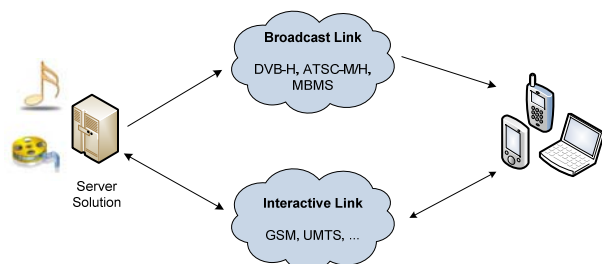 Broadcast Link
DVB-H, ATSC-M/H,
MBMS
Server
Solution
Interactive Link
GSM, UMTS, ...